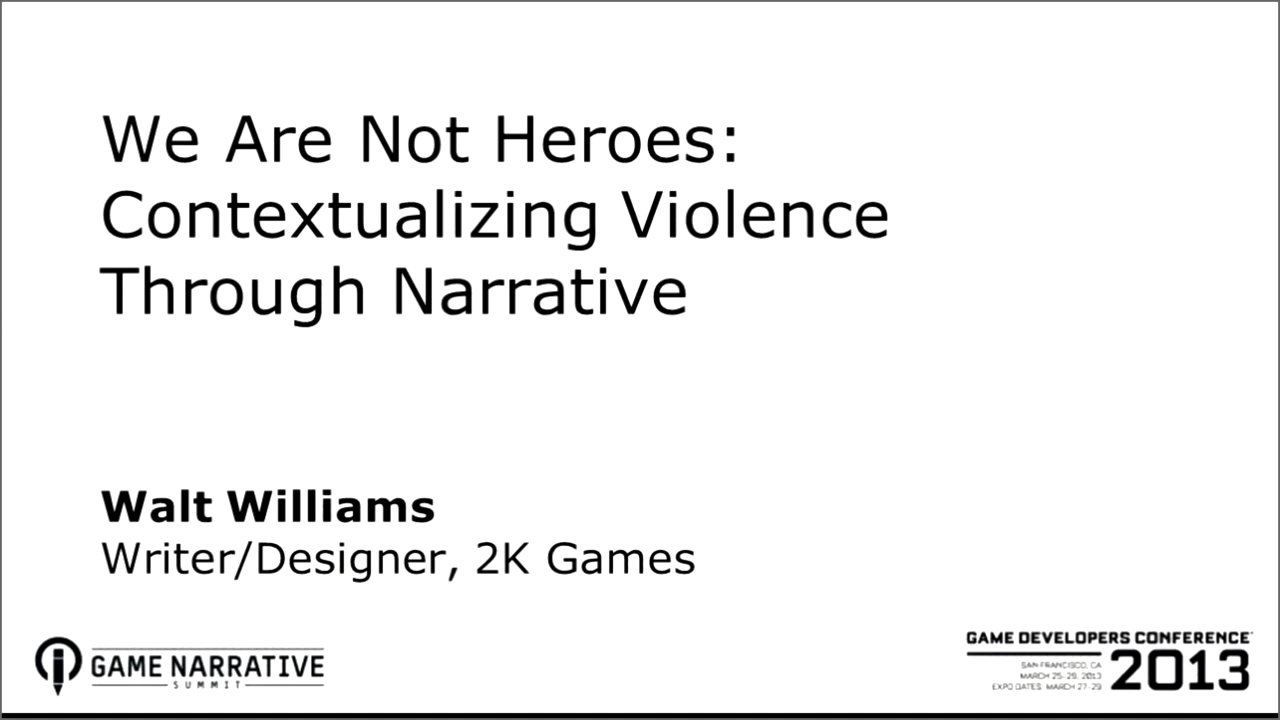 We Are Not Heroes:
Contextualizing Violence
Through Narrative
Walt Williams
Writer/Designer, 2K Games
GAME NARRATIVE
SUMMIT
GAME DEVELOPERS CONFERENCE
SAN FRANCISCO, CA
MARCH 25-29, 2013
EXPO DATES: MARCH 27-29
2013